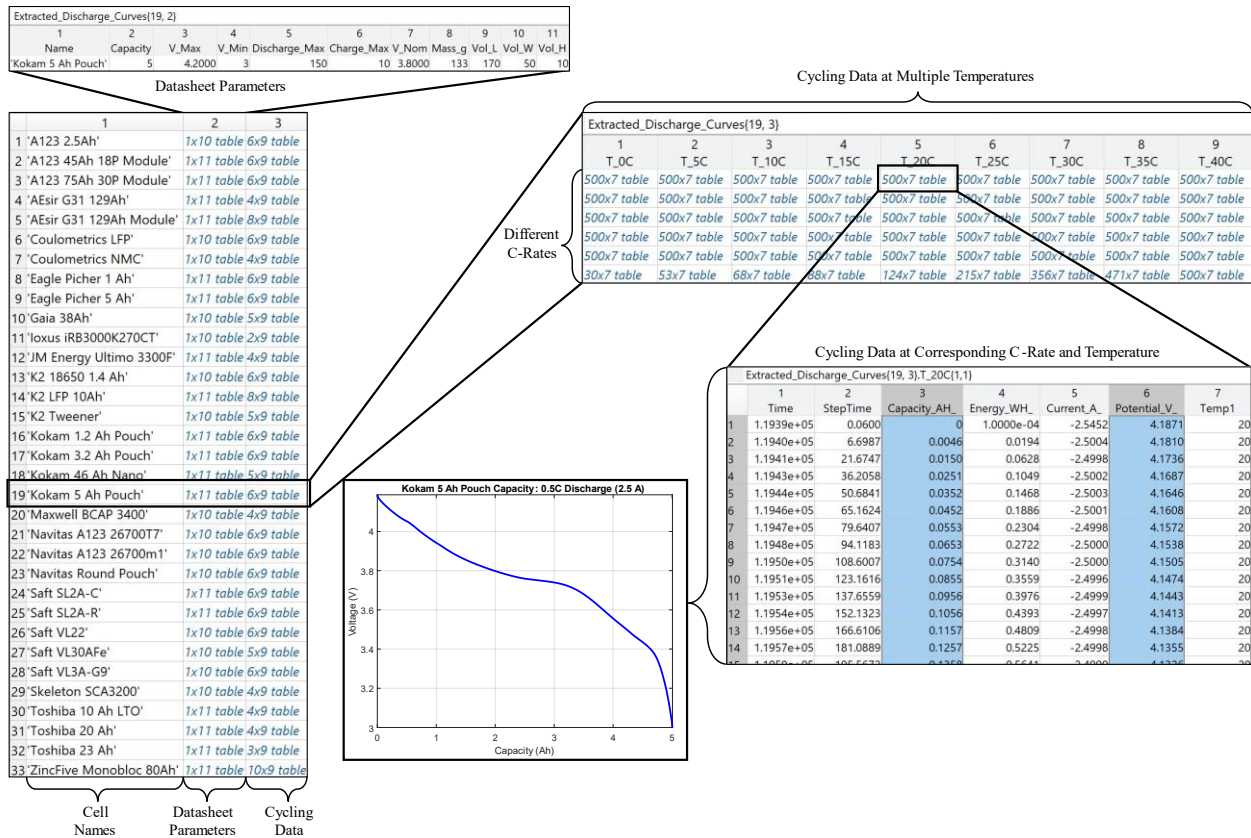 Extracted_Discharge_Curves{19, 2}
1 2 3 4 5 6 7 8 9 10 11
Name Capacity V_Max V_Min Discharge_Max Charge_Max V_Nom Mass_g Vol_L Vol_W Vol_H
'Kokam 5 Ah Pouch' 5 4.2000 3 150 10 3.8000 133 170 50 10
Datasheet Parameters
1 2 3
1 'A123 2.5Ah' 1x10 table 6x9 table
2 'A123 45Ah 18P Module' 1x11 table 6x9 table
3 'A123 75Ah 30P Module' 1x11 table 6x9 table
4 'AEsir G31 129Ah' 1x11 table 4x9 table
5 'AEsir G31 129Ah Module' 1x11 table 8x9 table
6 'Coulometrics LFP' 1x10 table 6x9 table
7 'Coulometrics NMC' 1x10 table 4x9 table
8 'Eagle Picher 1 Ah' 1x11 table 6x9 table
9 'Eagle Picher 5 Ah' 1x11 table 6x9 table
10 'Gaia 38Ah' 1x10 table 5x9 table
11 'Ioxus iRB3000K270CT' 1x10 table 2x9 table
12 'JM Energy Ultimo 3300F' 1x11 table 4x9 table
13 'K2 18650 1.4 Ah' 1x10 table 6x9 table
14 'K2 LFP 10Ah' 1x11 table 8x9 table
15 'K2 Tweener' 1x10 table 5x9 table
16 'Kokam 1.2 Ah Pouch' 1x11 table 6x9 table
17 'Kokam 3.2 Ah Pouch' 1x11 table 6x9 table
18 'Kokam 46 Ah Nano' 1x11 table 5x9 table
19 'Kokam 5 Ah Pouch' 1x11 table 6x9 table
20 'Maxwell BCAP 3400' 1x10 table 4x9 table
21 'Navitas A123 26700T7' 1x10 table 6x9 table
22 'Navitas A123 26700m1' 1x10 table 6x9 table
23 'Navitas Round Pouch' 1x10 table 6x9 table
24 'Saft SL2A-C' 1x11 table 6x9 table
25 'Saft SL2A-R' 1x11 table 6x9 table
26 'Saft VL22' 1x10 table 6x9 table
27 'Saft VL30AFe' 1x10 table 5x9 table
28 'Saft VL3A-G9' 1x11 table 6x9 table
29 'Skeleton SCA3200' 1x10 table 4x9 table
30 'Toshiba 10 Ah LTO' 1x11 table 4x9 table
31 'Toshiba 20 Ah' 1x11 table 4x9 table
32 'Toshiba 23 Ah' 1x11 table 3x9 table
33 'ZincFive Monobloc 80Ah' 1x11 table 10x9 table
Cell
Names
Datasheet
Parameters
Cycling
Data
Cycling Data at Multiple Temperatures
Extracted_Discharge_Curves{19, 3}
1 2 3 4 5 6 7 8 9
T_0C T_5C T_10C T_15C T_20C T_25C T_30C T_35C T_40C
500x7 table 500x7 table 500x7 table 500x7 table 500x7 table 500x7 table 500x7 table 500x7 table 500x7 table
500x7 table 500x7 table 500x7 table 500x7 table 500x7 table 500x7 table 500x7 table 500x7 table 500x7 table
500x7 table 500x7 table 500x7 table 500x7 table 500x7 table 500x7 table 500x7 table 500x7 table 500x7 table
500x7 table 500x7 table 500x7 table 500x7 table 500x7 table 500x7 table 500x7 table 500x7 table 500x7 table
500x7 table 500x7 table 500x7 table 500x7 table 500x7 table 500x7 table 500x7 table 500x7 table 500x7 table
30x7 table 53x7 table 68x7 table 88x7 table 124x7 table 215x7 table 356x7 table 471x7 table 500x7 table
Different
C-Rates
Cycling Data at Corresponding C-Rate and Temperature
Extracted_Discharge_Curves{19, 3}.T_20C{1,1}
1 2 3 4 5 6 7
Time StepTime Capacity_AH_ Energy_WH_ Current_A_ Potential_V_ Temp1
1 1.1939e+05 0.0600 0 1.0000e-04 -2.5452 4.1871 20
2 1.1940e+05 6.6987 0.0046 0.0194 -2.5004 4.1810 20
3 1.1941e+05 21.6747 0.0150 0.0628 -2.4998 4.1736 20
4 1.1943e+05 36.2058 0.0251 0.1049 -2.5002 4.1687 20
5 1.1944e+05 50.6841 0.0352 0.1468 -2.5003 4.1646 20
6 1.1946e+05 65.1624 0.0452 0.1886 -2.5001 4.1608 20
7 1.1947e+05 79.6407 0.0553 0.2304 -2.4998 4.1572 20
8 1.1948e+05 94.1183 0.0653 0.2722 -2.5000 4.1538 20
9 1.1950e+05 108.6007 0.0754 0.3140 -2.5000 4.1505 20
10 1.1951e+05 123.1616 0.0855 0.3559 -2.4996 4.1474 20
11 1.1953e+05 137.6559 0.0956 0.3976 -2.4999 4.1443 20
12 1.1954e+05 152.1323 0.1056 0.4393 -2.4997 4.1413 20
13 1.1956e+05 166.6106 0.1157 0.4809 -2.4998 4.1384 20
14 1.1957e+05 181.0889 0.1257 0.5225 -2.4998 4.1355 20
Kokam 5 Ah Pouch Capacity: 0.5C Discharge (2.5 A)
Voltage (V)
4
3.8
3.6
3.4
3.2
3
0 1 2 3 4 5
Capacity (Ah)